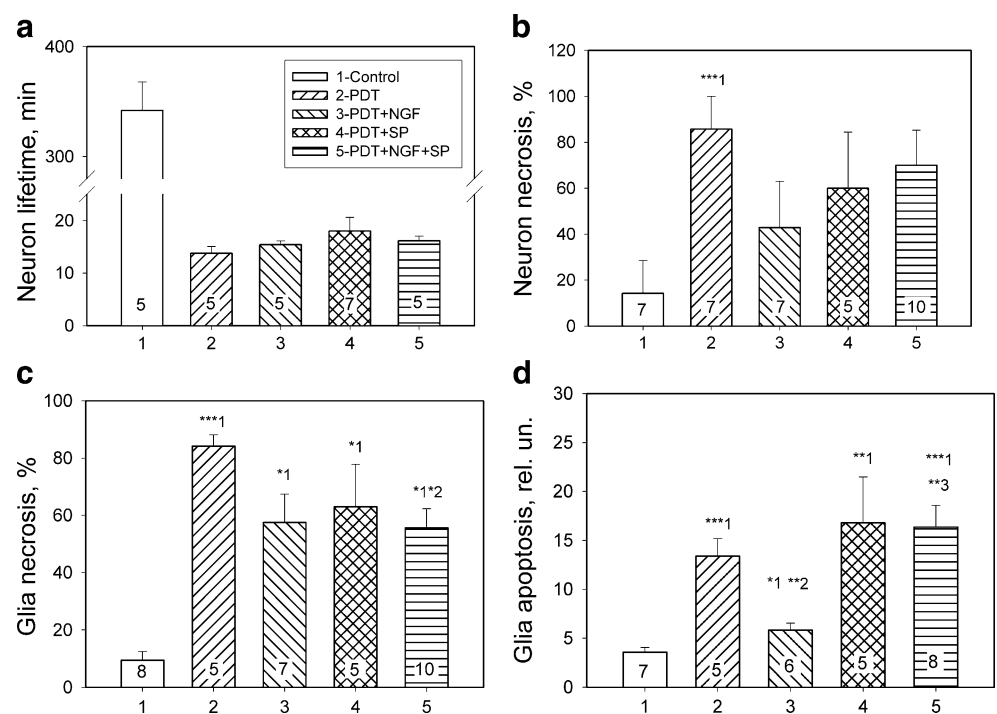 a
400
300
20
10
0
Neuron lifetime, min
1-Control
2-PDT
3-PDT+NGF
4-PDT+SP
5-PDT+NGF+SP
5 5 5 7 5
1 2 3 4 5
b
120
100
80
60
40
20
0
Neuron necrosis, %
***1
7 7 7 5 10
1 2 3 4 5
c
100
80
60
40
20
0
Glia necrosis, %
***1
*1
*1
*1*2
8 5 7 5 10
1 2 3 4 5
d
30
25
20
15
10
5
0
Glia apoptosis, rel. un.
***1
*1 **2
**1
***1
**3
7 5 6 5 8
1 2 3 4 5